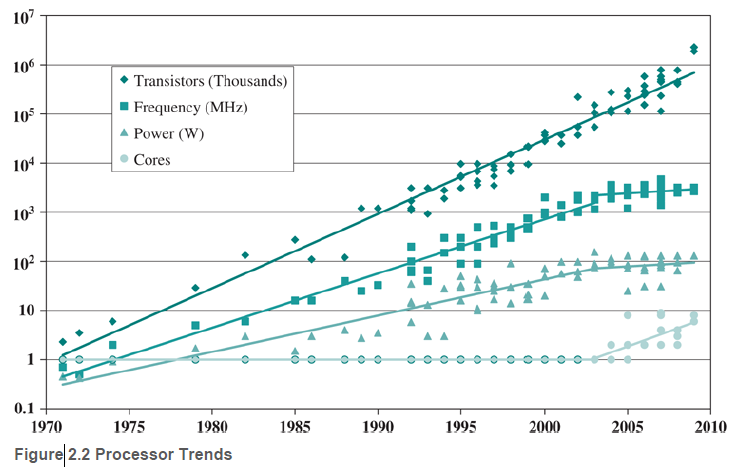 10⁷
10⁶
10⁵
10⁴
10³
10²
10
1
0.1
Transistors (Thousands)
Frequency (MHz)
Power (W)
Cores
1970 1975 1980 1985 1990 1995 2000 2005 2010
Figure 2.2 Processor Trends